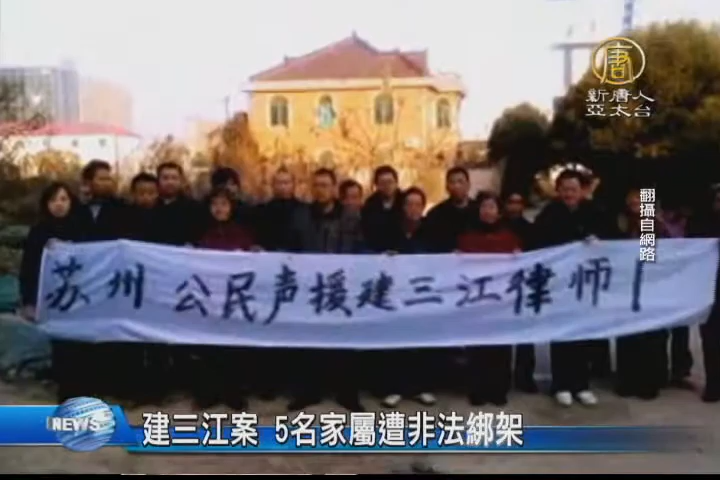 唐
新唐人
亞太台
翻攝自網路
苏州 公民声援建三江律师！
NEWS
建三江案 5名家屬遭非法綁架